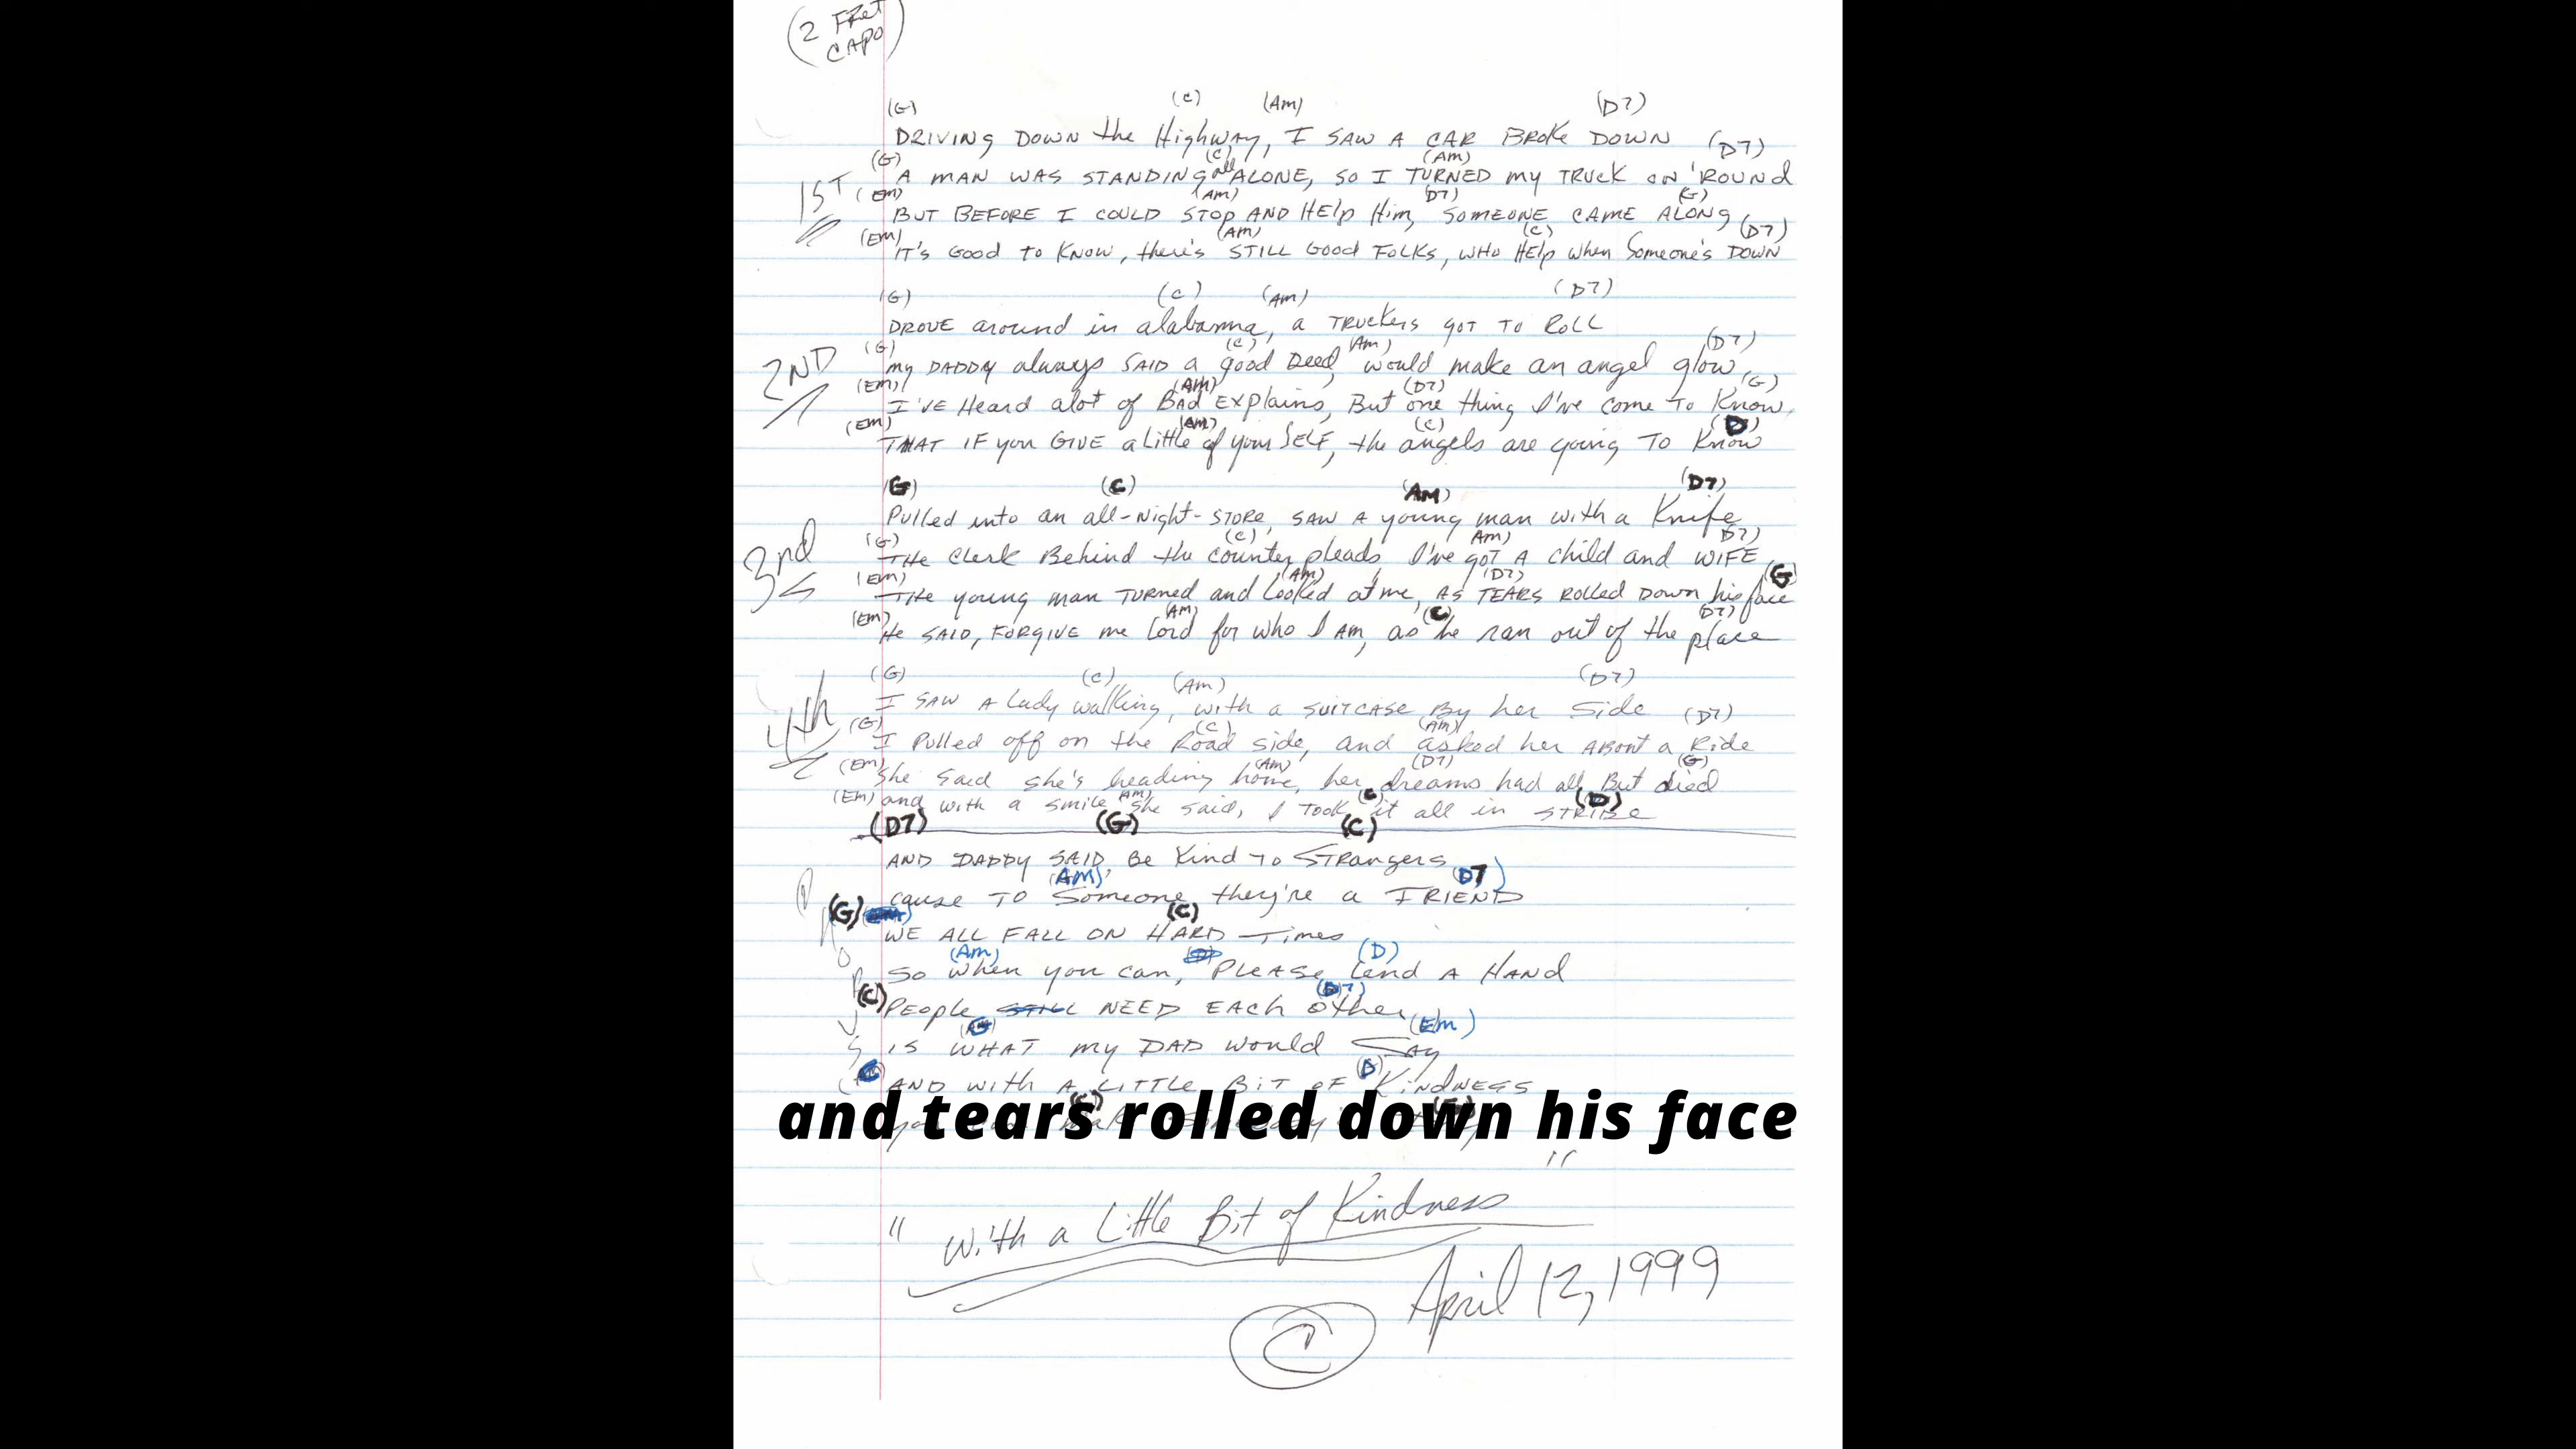 (2 FRet
CAPO)
(G) (C) (Am) (D7)
DRIVING DOWN the Highway, I SAW A CAR BROKE DOWN (D7)
(G) (C) (Am)
A MAN WAS STANDING all ALONE, SO I TURNED my TRUCK ON 'ROUNd
1ST (Em) (Am) (D7) (G)
BUT BEFORE I COULD STOP AND HElp Him, SOMEONE CAME ALONG (D7)
(Em) (Am) (C)
IT'S GOOD TO KNOW, there's STILL GOOd FOLKS, WHO HElp when Someone's DOWN
(G) (C) (Am) (D7)
DROVE around in alabamna, a TRuckers GOT TO ROLL
2ND (G) (C) (Am) (D7)
my DADDY always SAID a good Deed, would make an angel glow, (G)
(Em) (AM) (D7)
I'VE Heard alot of BAd EXplains, But one thing I've come To Know,
(Em) (AM) (C) (D)
THAT IF you GIVE a Little of your SELF, the angels are going TO Know
(G) (C) (AM) (D7)
Pulled into an all-Night-STORE, SAW A young man with a Knife,
3rd (G) (C) (Am) (D7)
THe Clerk Behind the counter pleads, I've got A child and WIFE
(Em) (Am) (D7) (G)
THe young man TURNed and Looked at me, AS TEARS ROlled DOWN his face
(Em) (AM) (C) (D7)
He SAID, FORGIVE me Lord for who I AM, as he ran out of the place
(G) (C) (Am) (D7)
4th I SAW A Lady walking, with a SUITCASE By her Side (D7)
(G) (C) (Am)
I Pulled off on the Road side, and asked her ABOUT a Ride
(Em) (Am) (D7) (G)
She Said she's heading home, her dreams had all But died
(Em) (AM) (C) (D)
and with a smile she said, I TOOK it all in STRIDe
(D7) (G) (C)
AND DADDY SAID, Be Kind TO STRangers
(AM) (D7)
cause TO Someone they're a FRIEND
(G) (C)
WE ALL FALL ON HARD Times
(Am) (D)
SO when you can, PLEASE Lend A HANd
(C) (D7)
PEOple STILL NEED EACh Other
(G) (Em)
IS WHAT my DAD would SAy
(C) (D)
AND with A LITTLE BiT OF KiNdNESS
and tears rolled down his face
"With a Little Bit of Kindness"
April 12, 1999
©